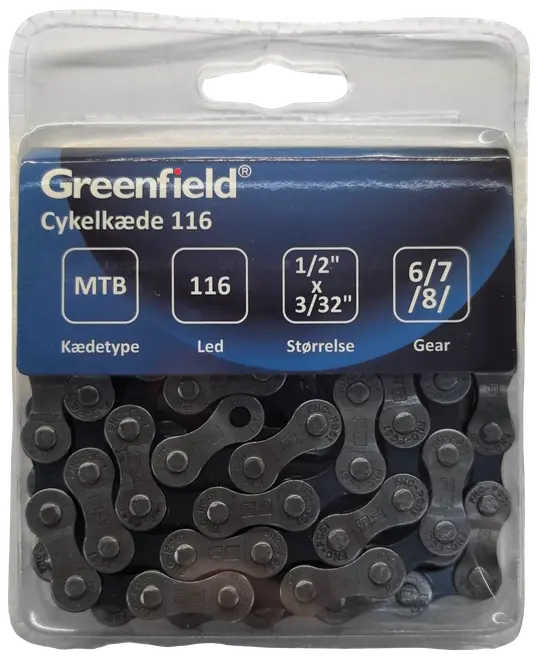 Greenfield®
Cykelkæde 116
MTB
116
1/2"
x
3/32"
6/7
/8/
Kædetype
Led
Størrelse
Gear